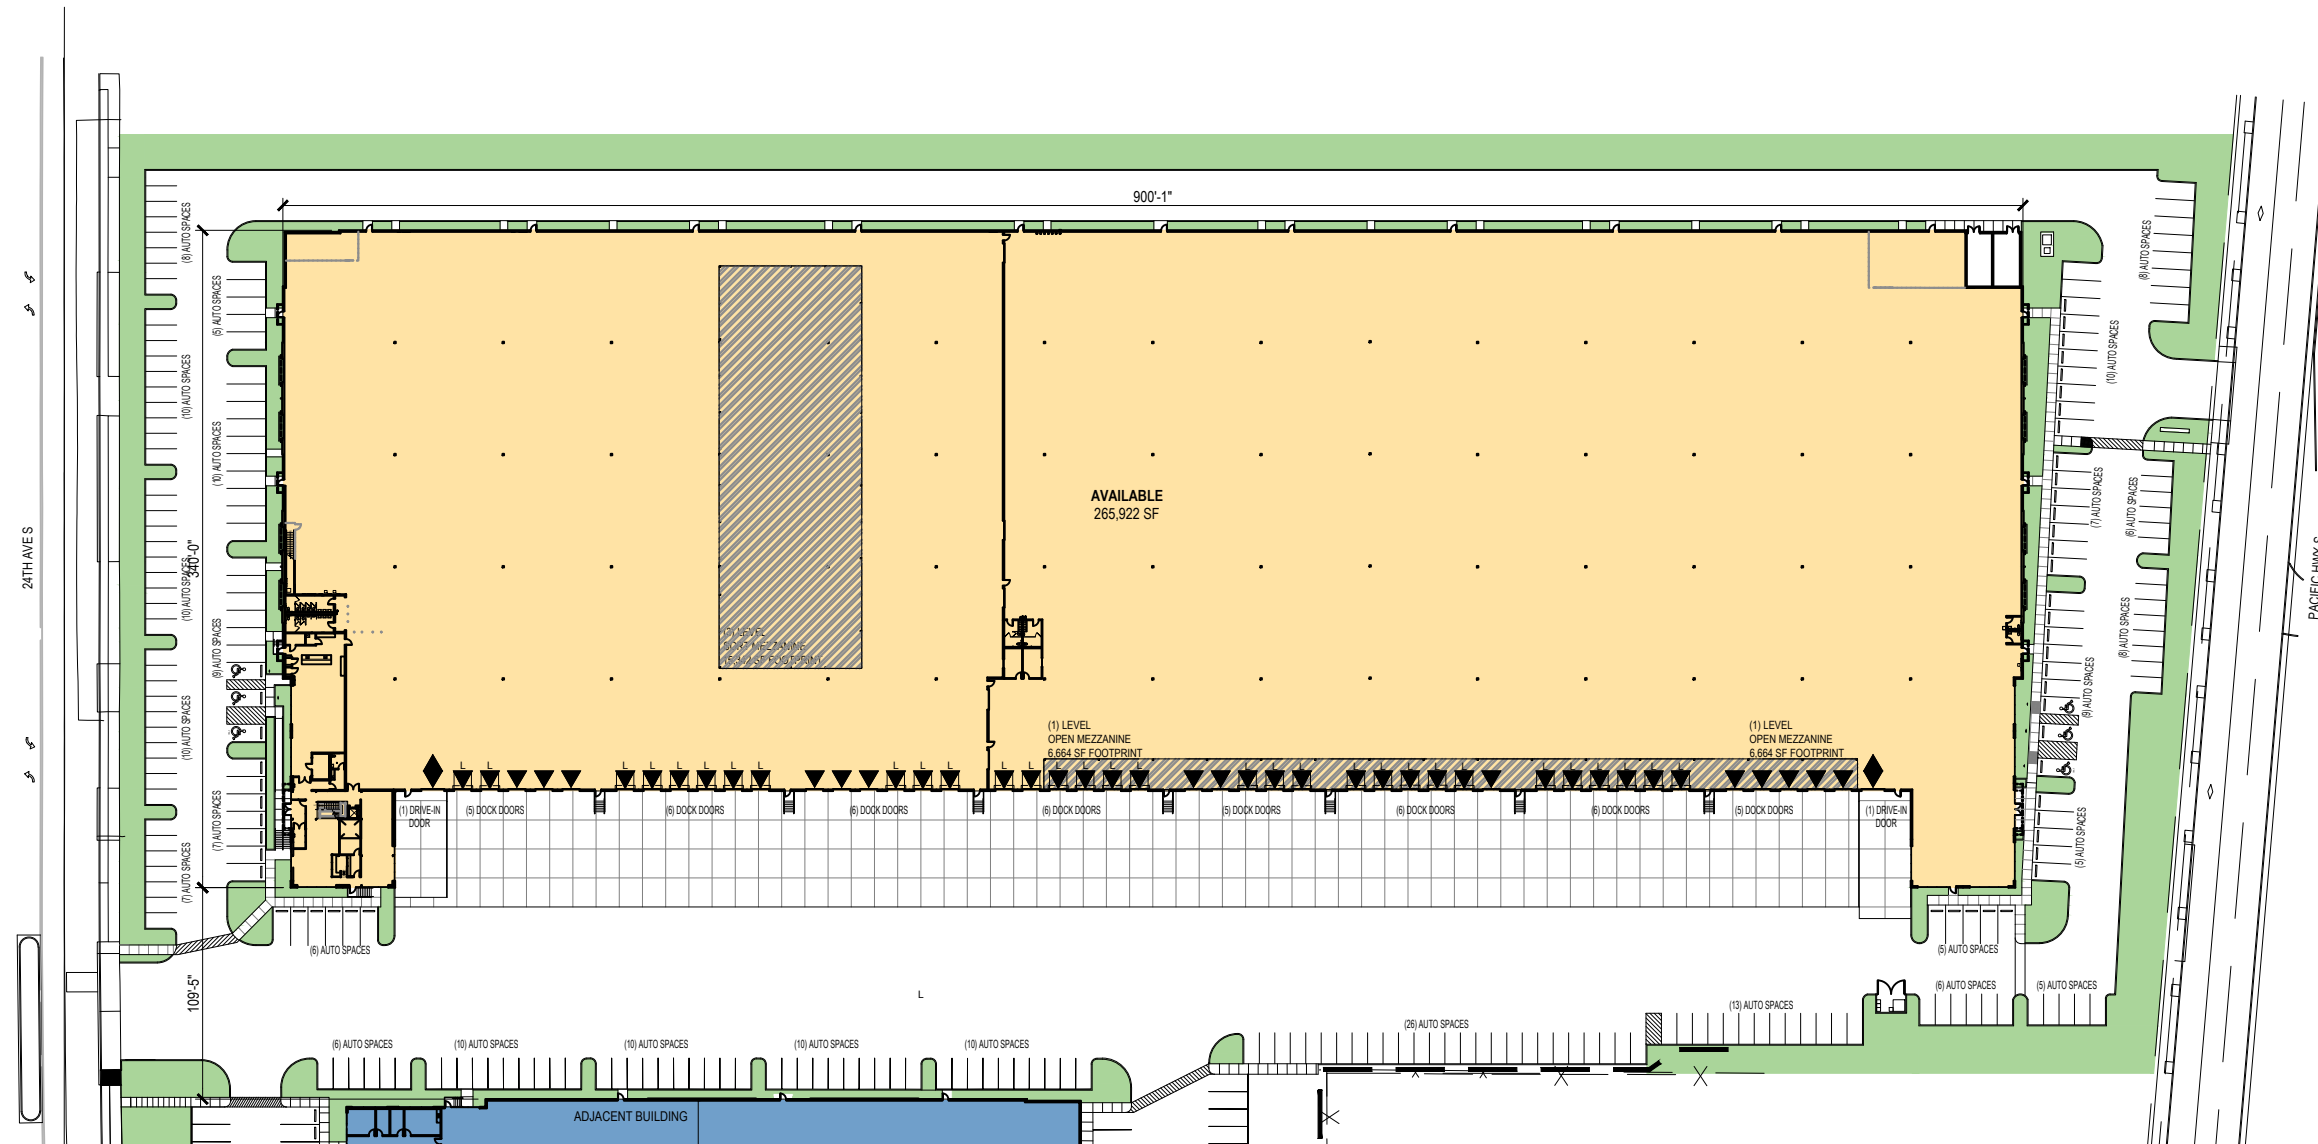 900'-1"
(8) AUTO SPACES
(8) AUTO SPACES
(5) AUTO SPACES
(10) AUTO SPACES
(10) AUTO SPACES
(10) AUTO SPACES
AVAILABLE
265,922 SF
(7) AUTO SPACES
(6) AUTO SPACES
24TH AVE S
340'-0"
(10) AUTO SPACES
PACIFIC HWY S
(9) AUTO SPACES
(8) AUTO SPACES
(9) AUTO SPACES
(10) AUTO SPACES
(1) LEVEL
OPEN MEZZANINE
6,664 SF FOOTPRINT
(1) LEVEL
OPEN MEZZANINE
6,664 SF FOOTPRINT
L L L L L L L L L L L L L L L L L L L L L L L L L L L L L L
(1) DRIVE-IN
DOOR
(5) DOCK DOORS
(6) DOCK DOORS
(6) DOCK DOORS
(6) DOCK DOORS
(5) DOCK DOORS
(6) DOCK DOORS
(6) DOCK DOORS
(5) DOCK DOORS
(1) DRIVE-IN
DOOR
(7) AUTO SPACES
(5) AUTO SPACES
(7) AUTO SPACES
(6) AUTO SPACES
(5) AUTO SPACES
109'-5"
L
(6) AUTO SPACES
(5) AUTO SPACES
(13) AUTO SPACES
(26) AUTO SPACES
(6) AUTO SPACES
(10) AUTO SPACES
(10) AUTO SPACES
(10) AUTO SPACES
(10) AUTO SPACES
ADJACENT BUILDING